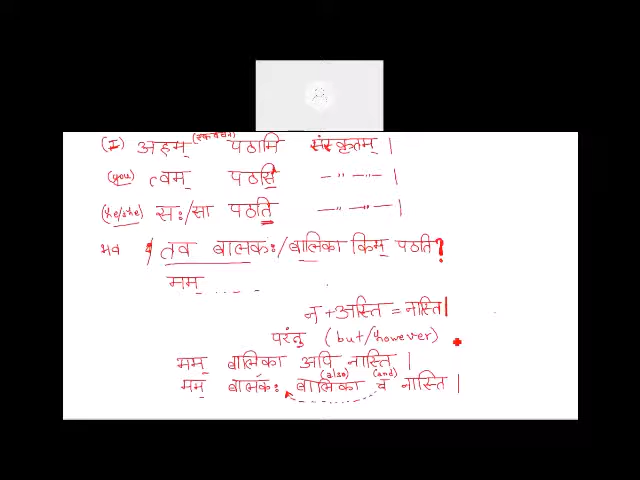 (I) अहम् (एकवचन) पठामि संस्कृतम् |
(you) त्वम् पठसि —〃 —〃— |
(he/she) सः/सा पठति —〃 —〃— |
भव तव बालकः/बालिका किम् पठति?
मम् .. _ _
न + अस्ति = नास्ति |
परंतु (but/however)
मम् बालिका अपि नास्ति |
(also) (and)
मम् बालकः बालिका च नास्ति |